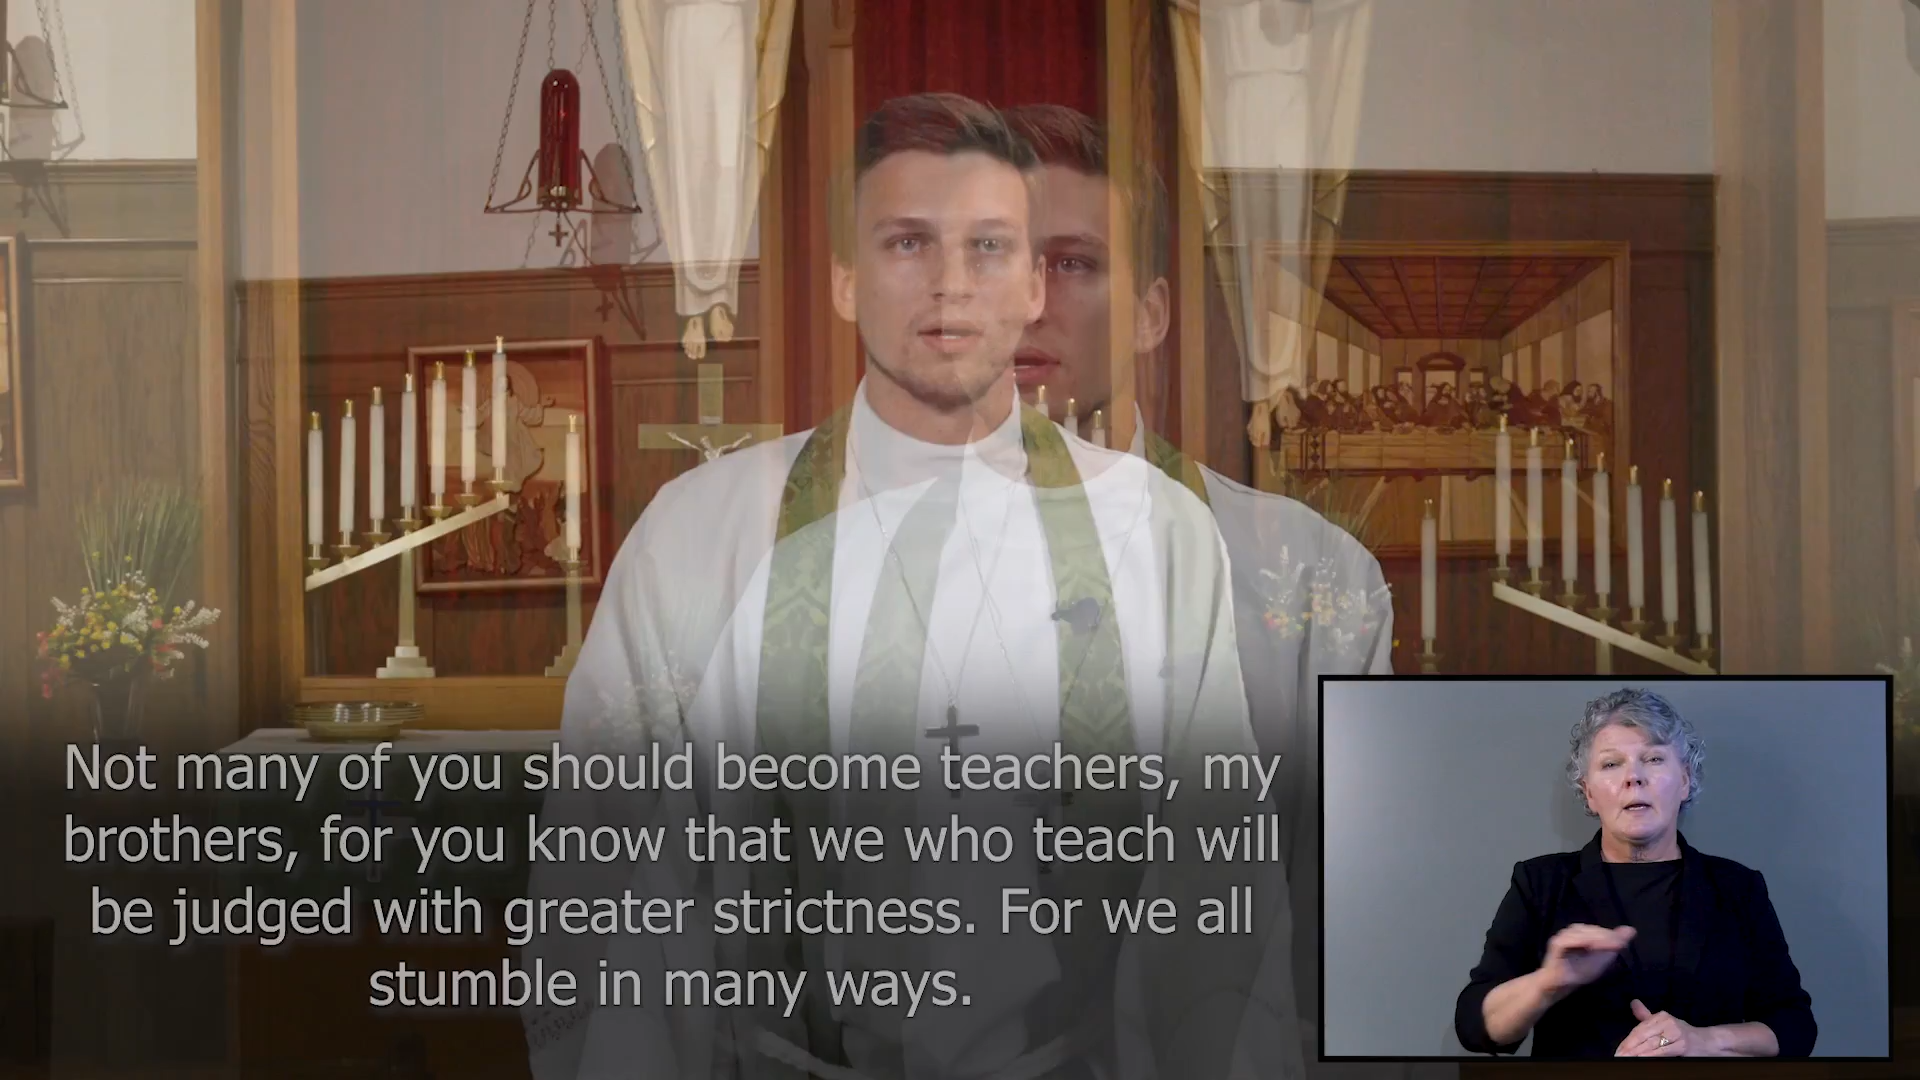 Not many of you should become teachers, my
brothers, for you know that we who teach will
be judged with greater strictness. For we all
stumble in many ways.